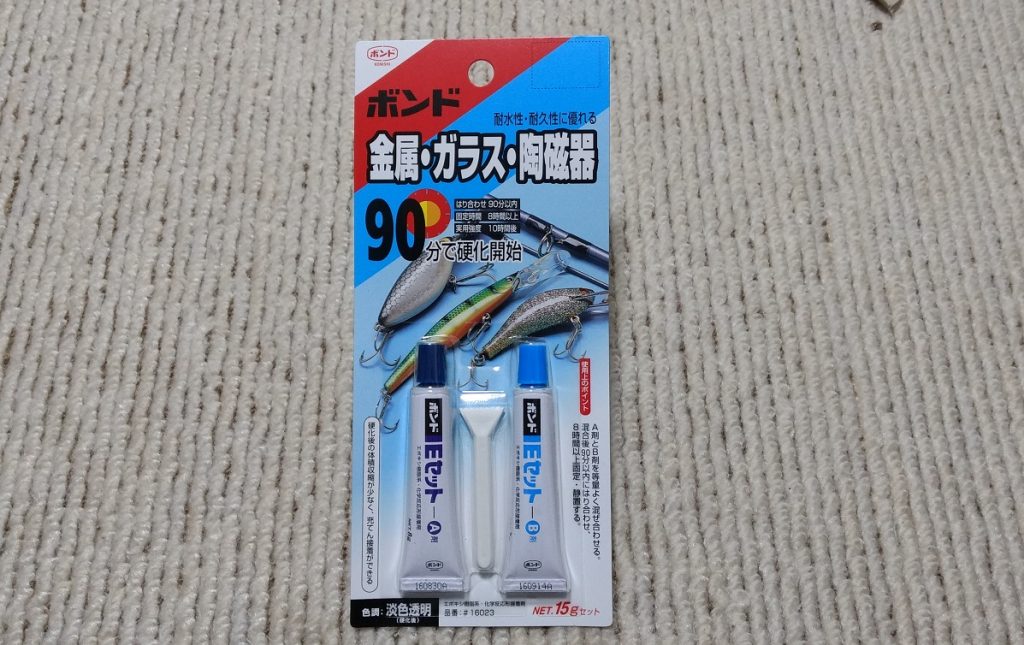 ボンド
KONISHI
ボンド
耐水性・耐久性に優れる
金属・ガラス・陶磁器
90分で硬化開始
はり合わせ 90分以内
固定時間 8時間以上
実用強度 10時間後
使用上のポイント
A剤とB剤を等量よく混ぜ合わせる。
混合後90分以内にはり合わせ、
8時間以上固定・静置する。
硬化後の体積収縮が少なく、充てん接着ができる
ボンド
Eセット
A剤
ボンド
160830A
ボンド
Eセット
B剤
ボンド
160914A
色調:淡色透明
(硬化後)
エポキシ樹脂系・化学反応形接着剤
品番:#16023
NET.15gセット